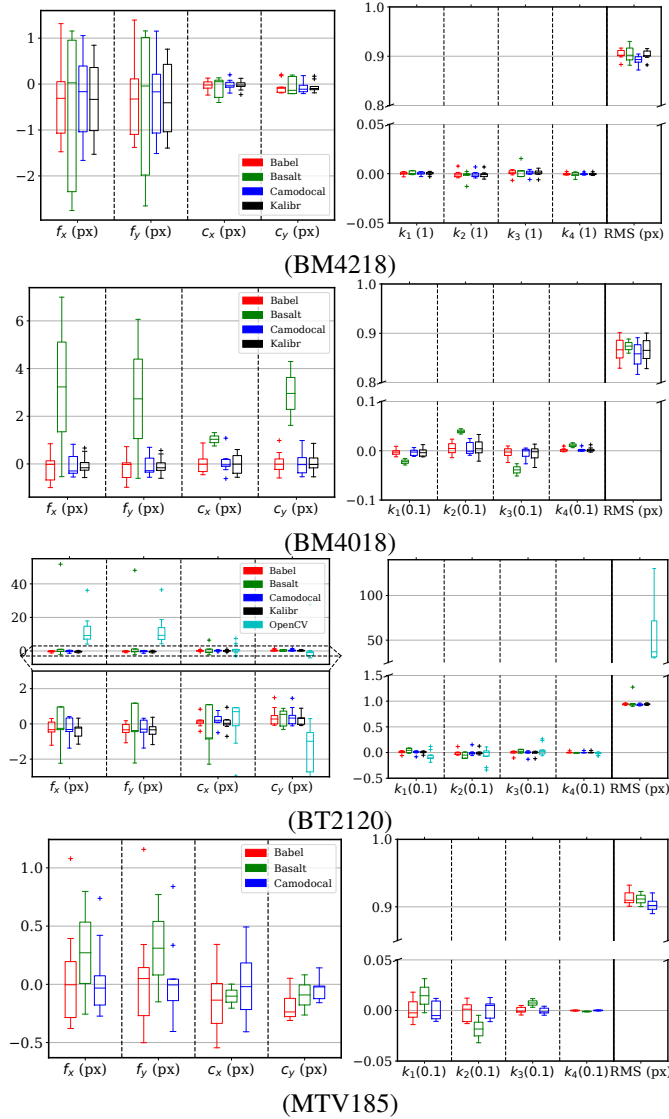 1
0
−1
−2
Babel
Basalt
Camodocal
Kalibr
f_x (px)
f_y (px)
c_x (px)
c_y (px)
1.0
0.9
0.8
0.05
0.00
−0.05
k_1 (1)
k_2 (1)
k_3 (1)
k_4 (1)
RMS (px)
(BM4218)
6
4
2
0
Babel
Basalt
Camodocal
Kalibr
f_x (px)
f_y (px)
c_x (px)
c_y (px)
1.0
0.9
0.8
0.1
0.0
−0.1
k_1(0.1)
k_2(0.1)
k_3(0.1)
k_4(0.1)
RMS (px)
(BM4018)
40
20
0
Babel
Basalt
Camodocal
Kalibr
OpenCV
2
0
−2
f_x (px)
f_y (px)
c_x (px)
c_y (px)
100
50
1.5
1.0
0.5
0.0
−0.5
k_1(0.1)
k_2(0.1)
k_3(0.1)
k_4(0.1)
RMS (px)
(BT2120)
1.0
0.5
0.0
−0.5
Babel
Basalt
Camodocal
f_x (px)
f_y (px)
c_x (px)
c_y (px)
0.9
0.05
0.00
−0.05
k_1(0.1)
k_2(0.1)
k_3(0.1)
k_4(0.1)
RMS (px)
(MTV185)